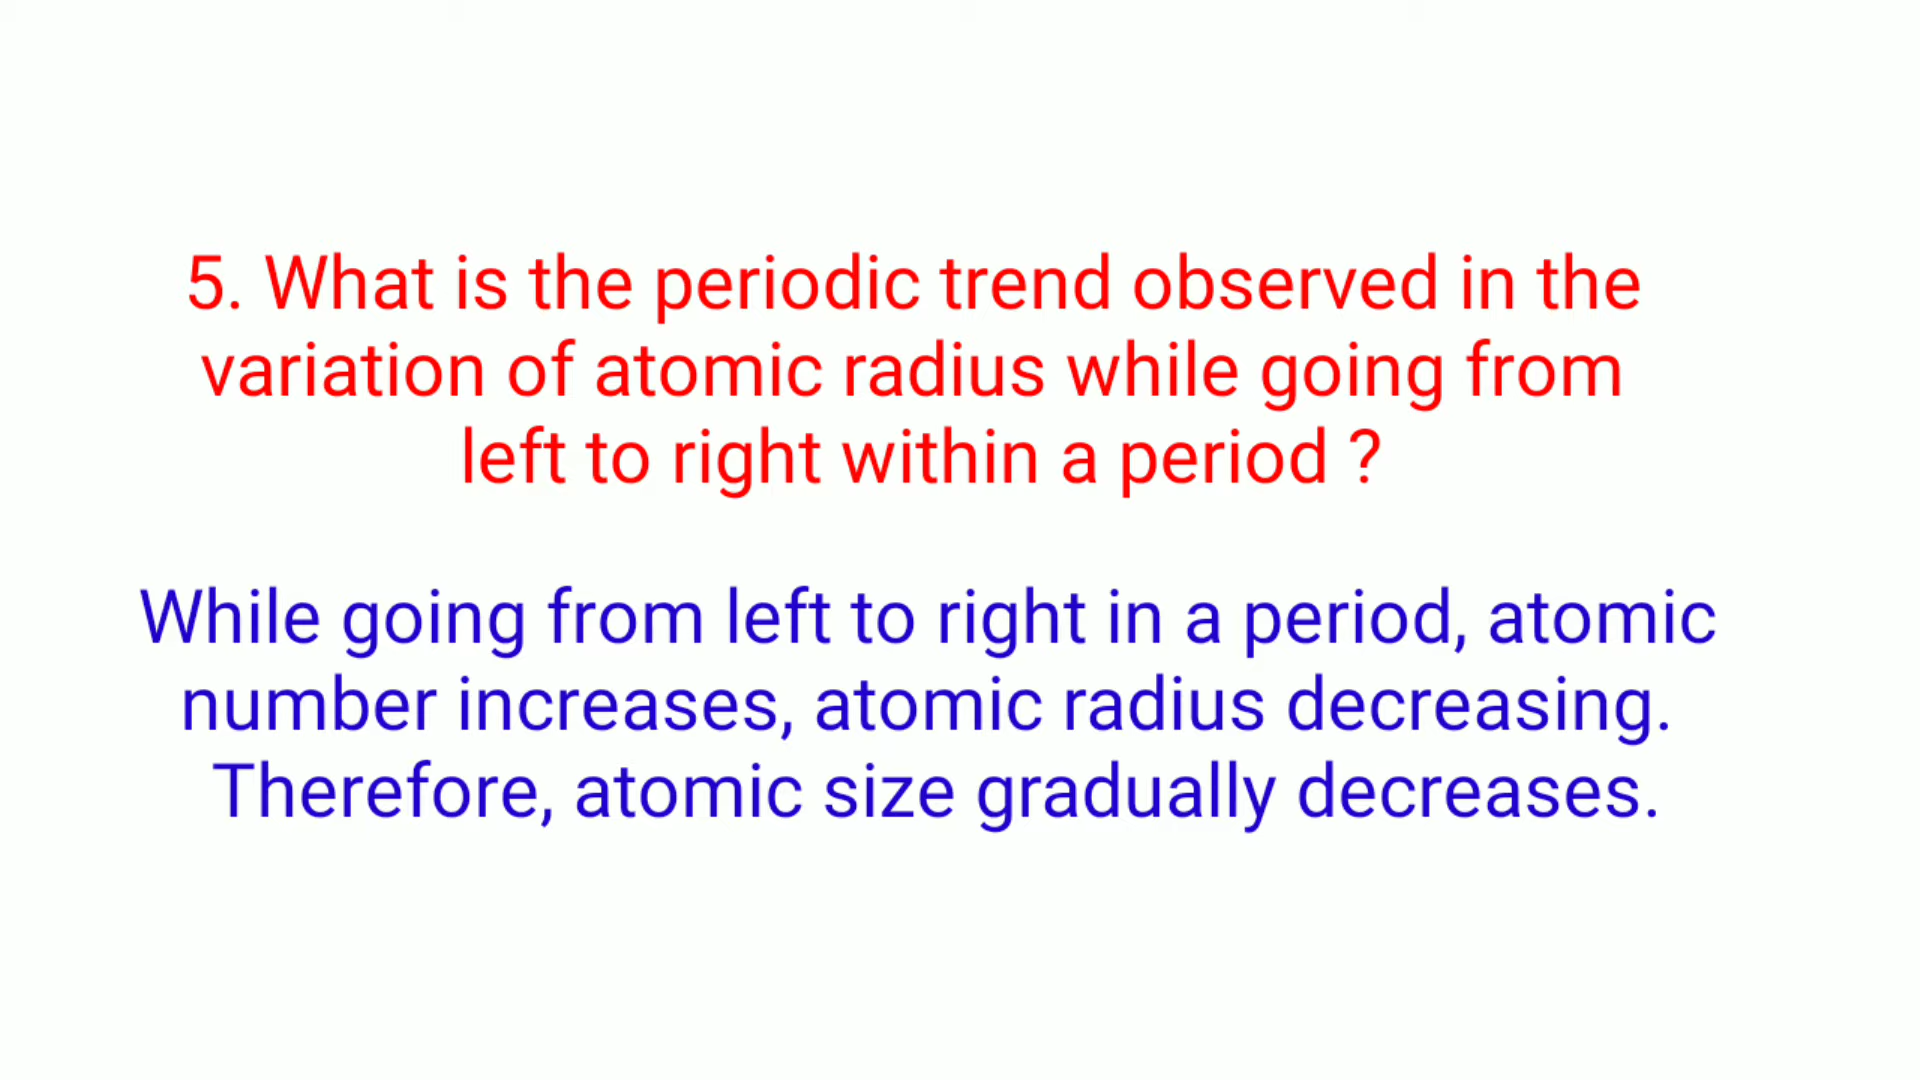 5. What is the periodic trend observed in the
variation of atomic radius while going from
left to right within a period ?
While going from left to right in a period, atomic
number increases, atomic radius decreasing.
Therefore, atomic size gradually decreases.